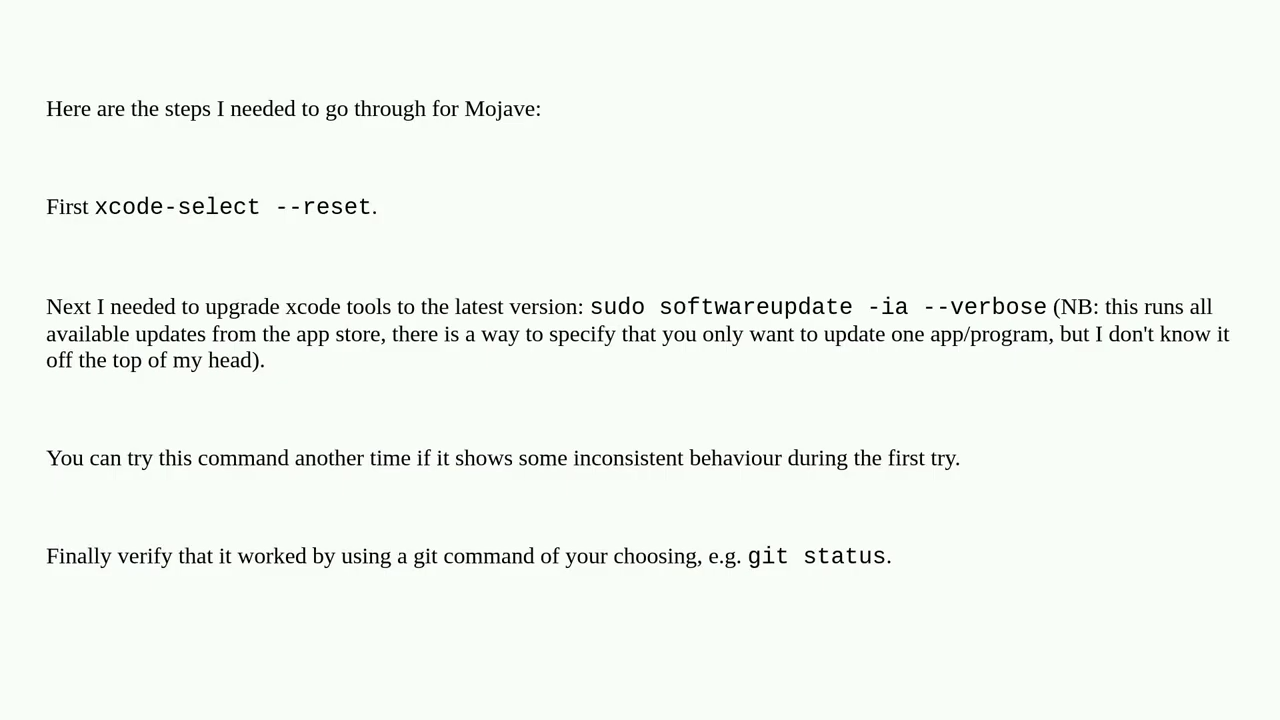 Here are the steps I needed to go through for Mojave:
First xcode-select --reset.
Next I needed to upgrade xcode tools to the latest version: sudo softwareupdate -ia --verbose (NB: this runs all
available updates from the app store, there is a way to specify that you only want to update one app/program, but I don't know it
off the top of my head).
You can try this command another time if it shows some inconsistent behaviour during the first try.
Finally verify that it worked by using a git command of your choosing, e.g. git status.